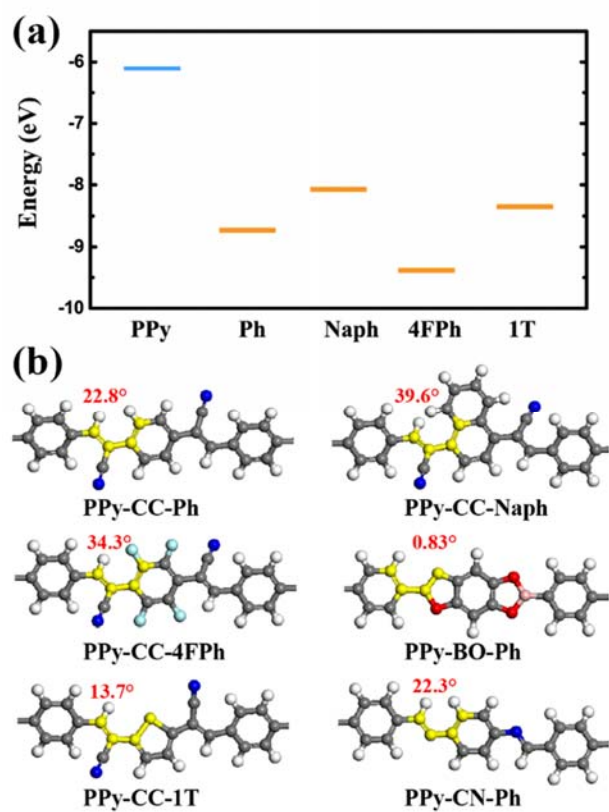 (a)
-6
-7
-8
-9
-10
Energy (eV)
PPy Ph Naph 4FPh 1T
(b)
22.8° 39.6°
PPy-CC-Ph PPy-CC-Naph
34.3° 0.83°
PPy-CC-4FPh PPy-BO-Ph
13.7° 22.3°
PPy-CC-1T PPy-CN-Ph